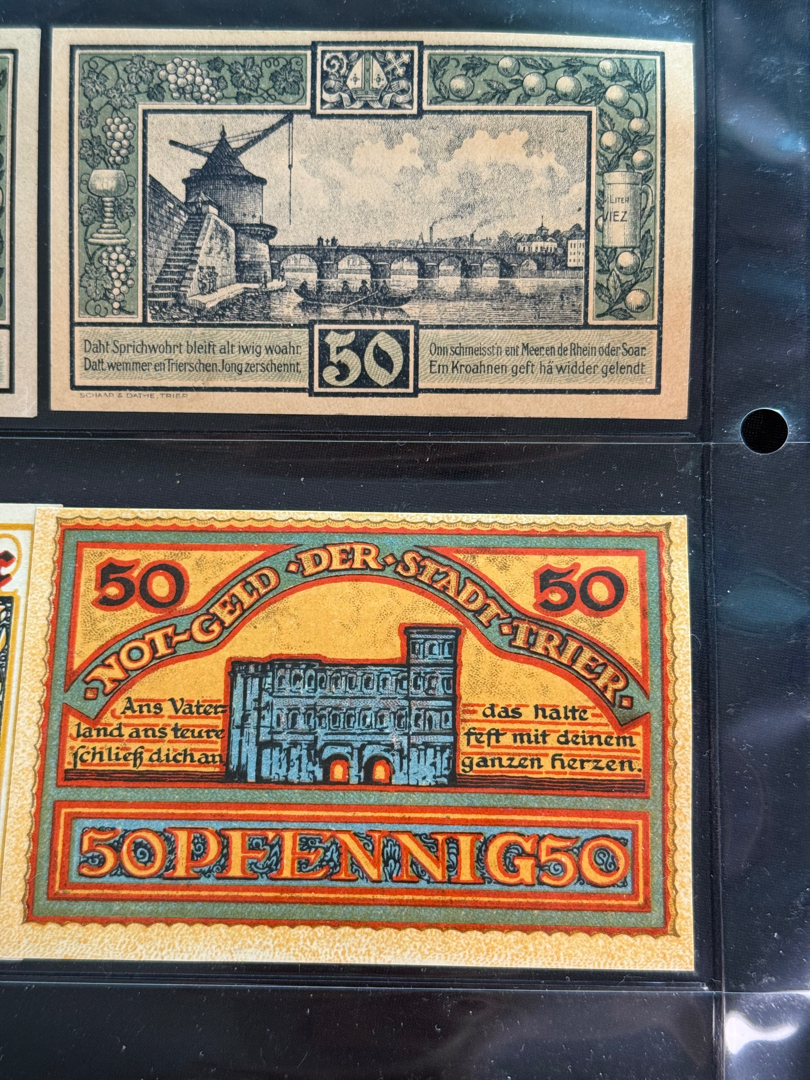 LITER
VIEZ
Daht Sprichwohrt bleift alt iwig woahr,
Datt wemmer en Trierschen Jong zerschennt,
50
Onn schmeisst'n ent Meer, en de Rhein oder Soar,
Em Kroahnen geft hä widder gelendt
SCHAAR & DATHE, TRIER
50
50
NOT-GELD · DER · STADT · TRIER ·
Ans Vater-
land ans teure
schließ dich an
das halte
fest mit deinem
ganzen herzen.
50 PFENNIG 50